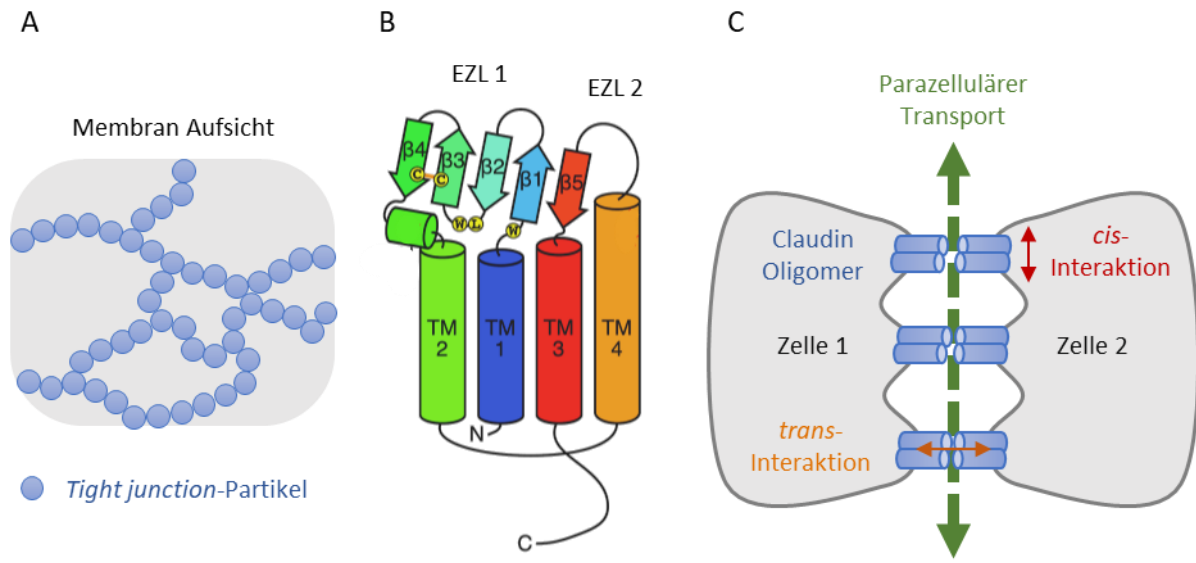 A
Membran Aufsicht
Tight junction-Partikel
B
EZL 1
EZL 2
β4
β3
β2
β1
β5
C
C
W
L
W
TM
2
TM
1
TM
3
TM
4
N
C
C
Parazellulärer
Transport
Claudin
Oligomer
cis-
Interaktion
Zelle 1
Zelle 2
trans-
Interaktion